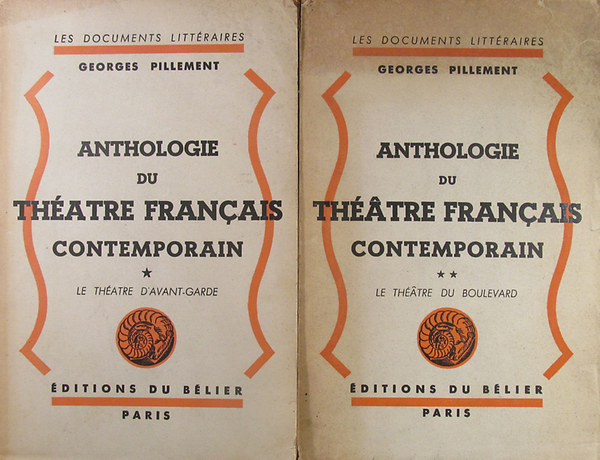 LES DOCUMENTS LITTÉRAIRES
GEORGES PILLEMENT
ANTHOLOGIE
DU
THÉATRE FRANÇAIS
CONTEMPORAIN
★
LE THÉATRE D'AVANT-GARDE
ÉDITIONS DU BÉLIER
PARIS
LES DOCUMENTS LITTÉRAIRES
GEORGES PILLEMENT
ANTHOLOGIE
DU
THÉÂTRE FRANÇAIS
CONTEMPORAIN
★★
LE THÉÂTRE DU BOULEVARD
ÉDITIONS DU BÉLIER
PARIS